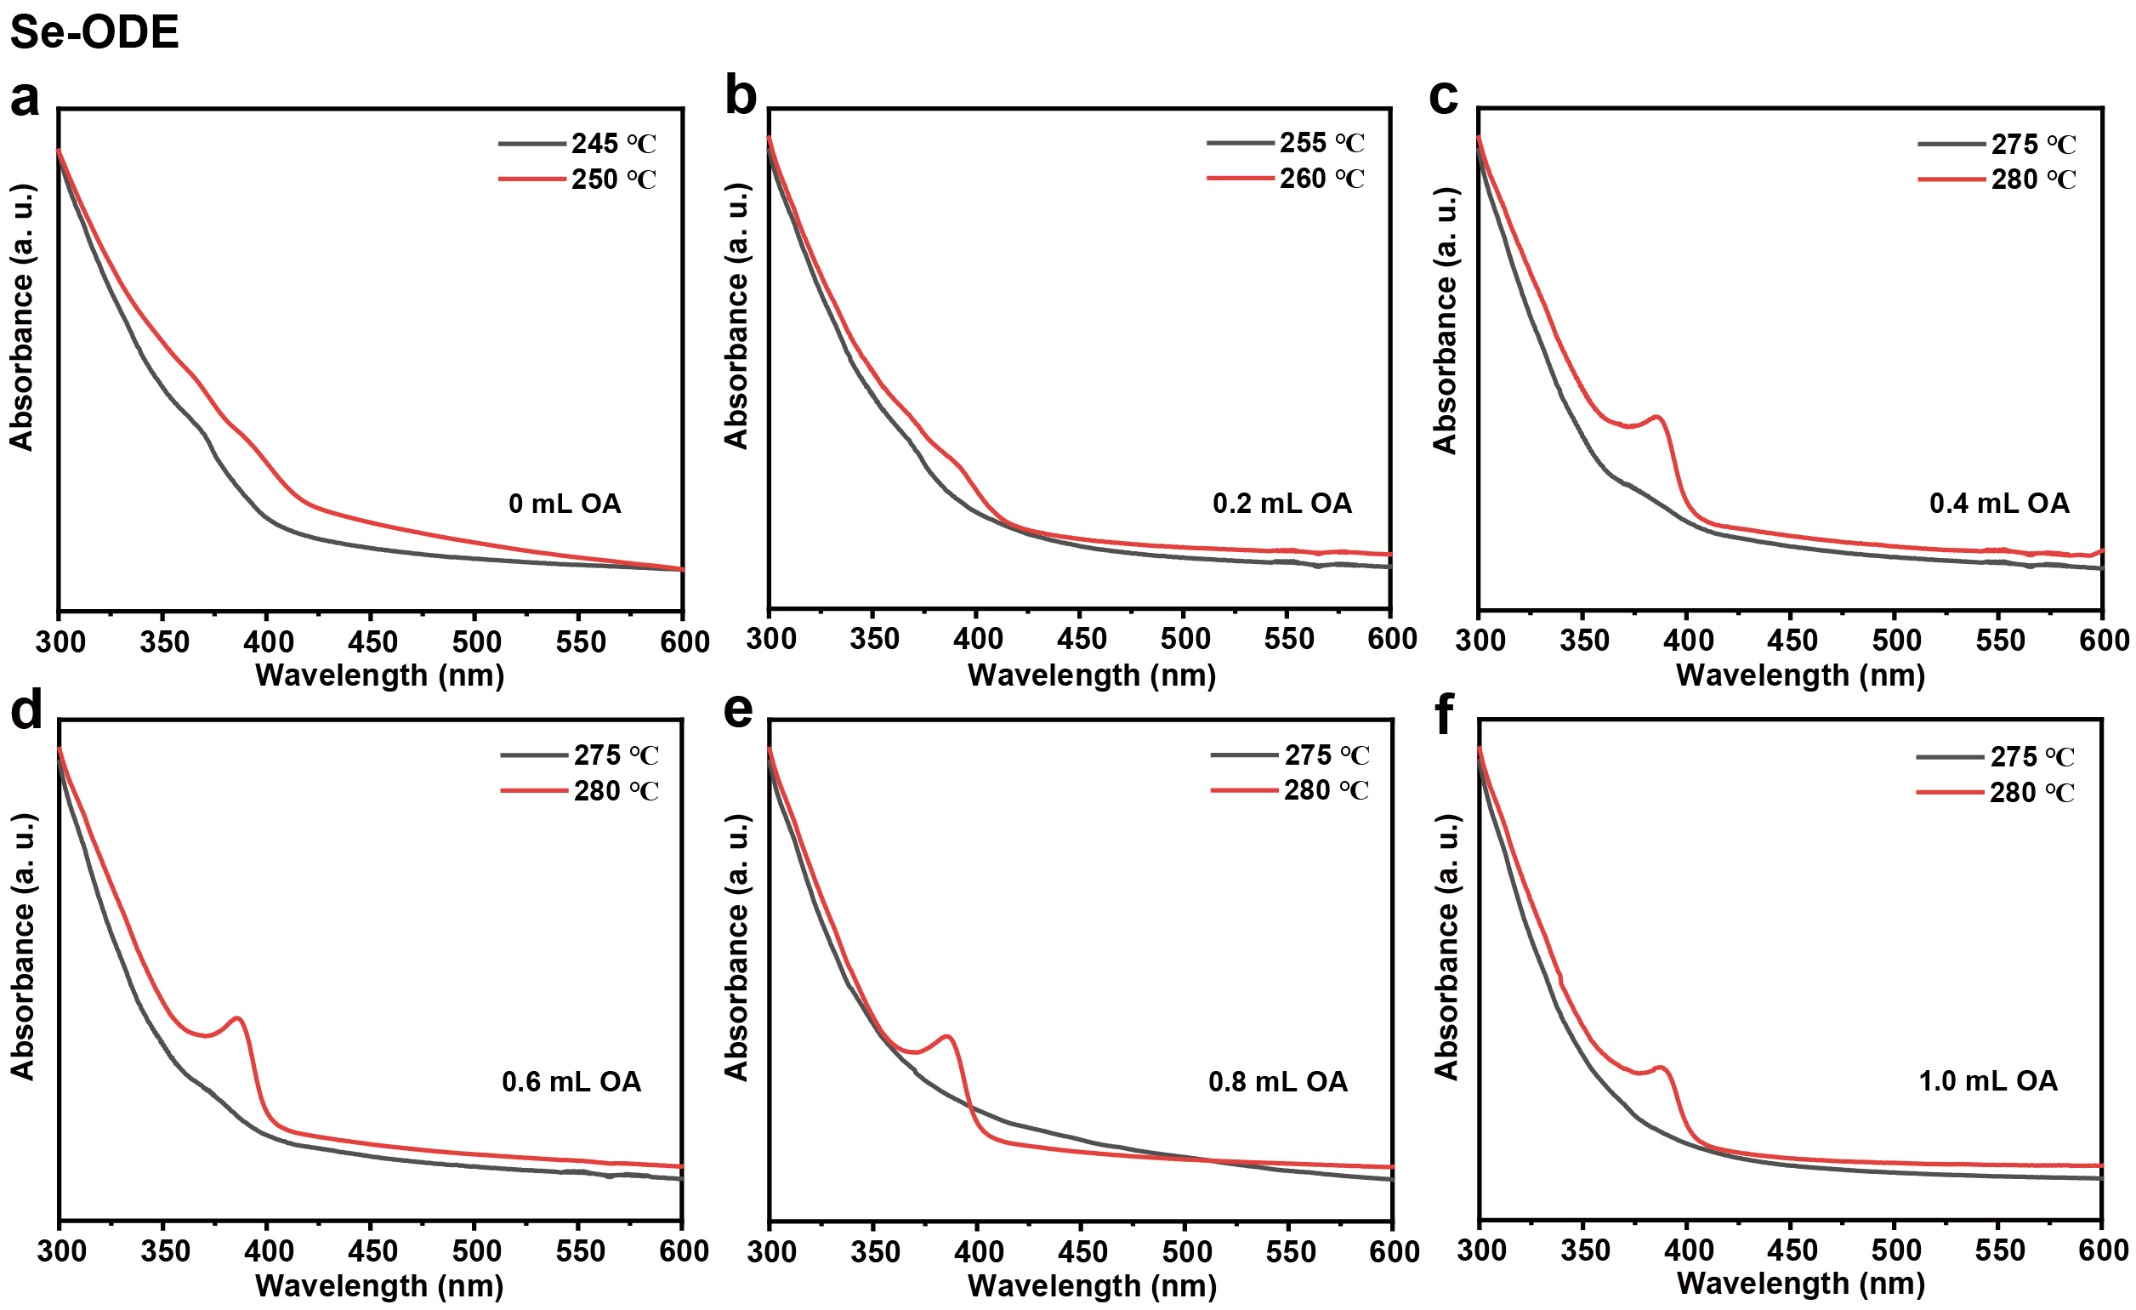 Se-ODE
a
245 ℃
250 ℃
0 mL OA
Absorbance (a. u.)
300 350 400 450 500 550 600
Wavelength (nm)
b
255 ℃
260 ℃
0.2 mL OA
Absorbance (a. u.)
300 350 400 450 500 550 600
Wavelength (nm)
c
275 ℃
280 ℃
0.4 mL OA
Absorbance (a. u.)
300 350 400 450 500 550 600
Wavelength (nm)
d
275 ℃
280 ℃
0.6 mL OA
Absorbance (a. u.)
300 350 400 450 500 550 600
Wavelength (nm)
e
275 ℃
280 ℃
0.8 mL OA
Absorbance (a. u.)
300 350 400 450 500 550 600
Wavelength (nm)
f
275 ℃
280 ℃
1.0 mL OA
Absorbance (a. u.)
300 350 400 450 500 550 600
Wavelength (nm)